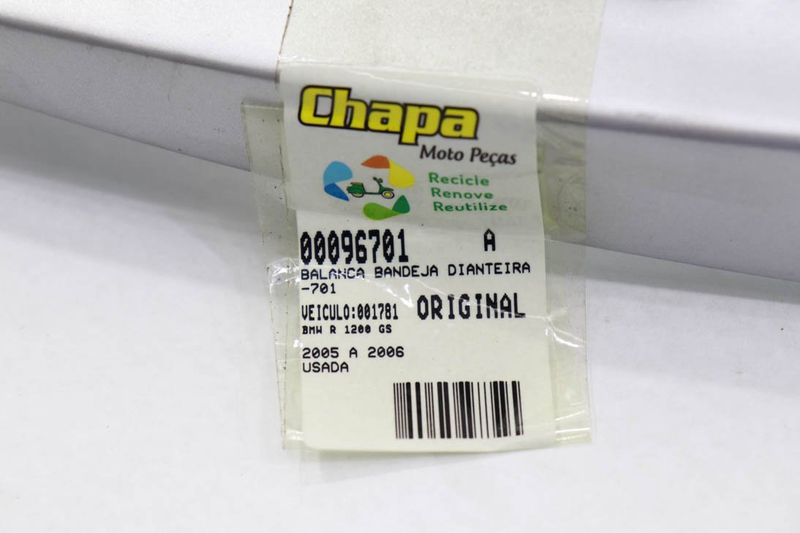 Chapa
Moto Peças
Recicle
Renove
Reutilize
00096701 A
BALANCA BANDEJA DIANTEIRA
-701
VEICULO:001781 ORIGINAL
BMW R 1200 GS
2005 A 2006
USADA